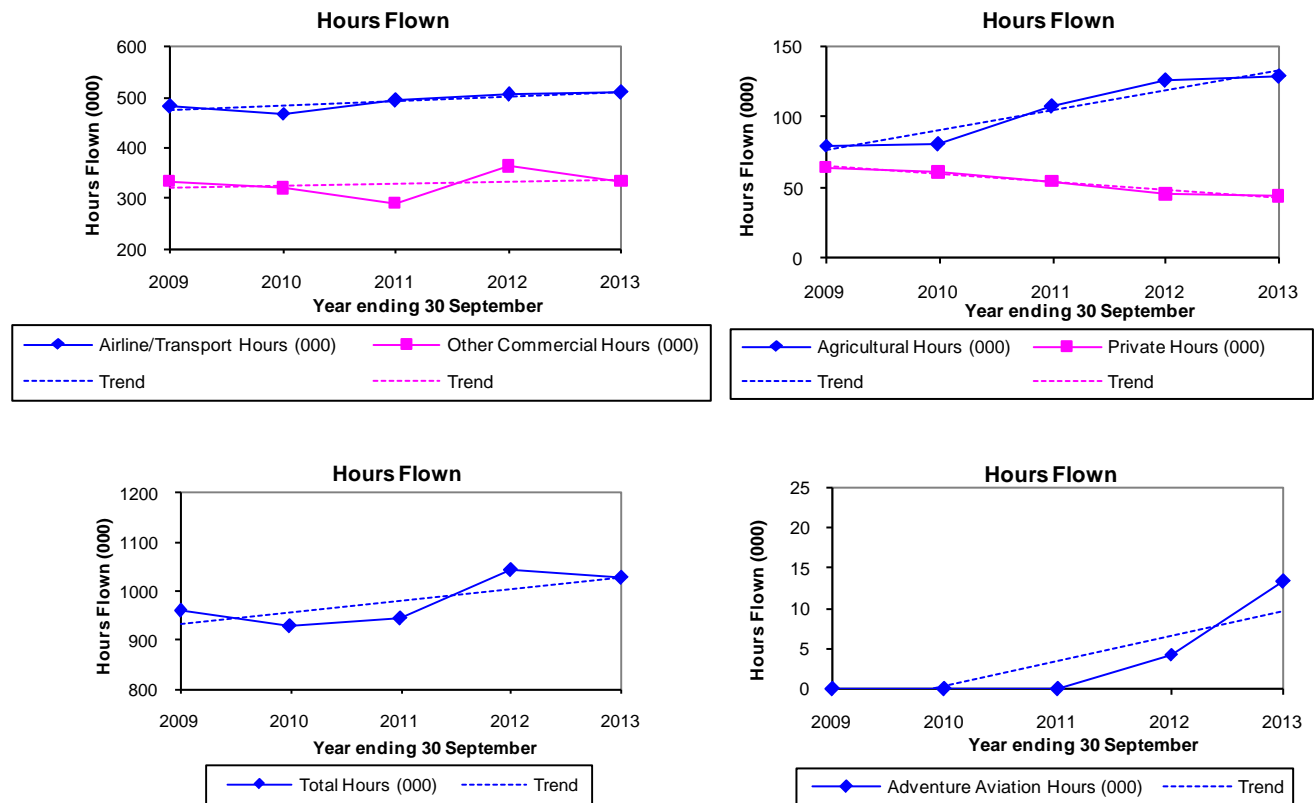 Hours Flown
600
500
400
300
200
Hours Flown (000)
2009 2010 2011 2012 2013
Year ending 30 September
Airline/Transport Hours (000) Other Commercial Hours (000)
Trend Trend
Hours Flown
150
100
50
0
Hours Flown (000)
2009 2010 2011 2012 2013
Year ending 30 September
Agricultural Hours (000) Private Hours (000)
Trend Trend
Hours Flown
1200
1100
1000
900
800
Hours Flown (000)
2009 2010 2011 2012 2013
Year ending 30 September
Total Hours (000) Trend
Hours Flown
25
20
15
10
5
0
Hours Flown (000)
2009 2010 2011 2012 2013
Year ending 30 September
Adventure Aviation Hours (000) Trend